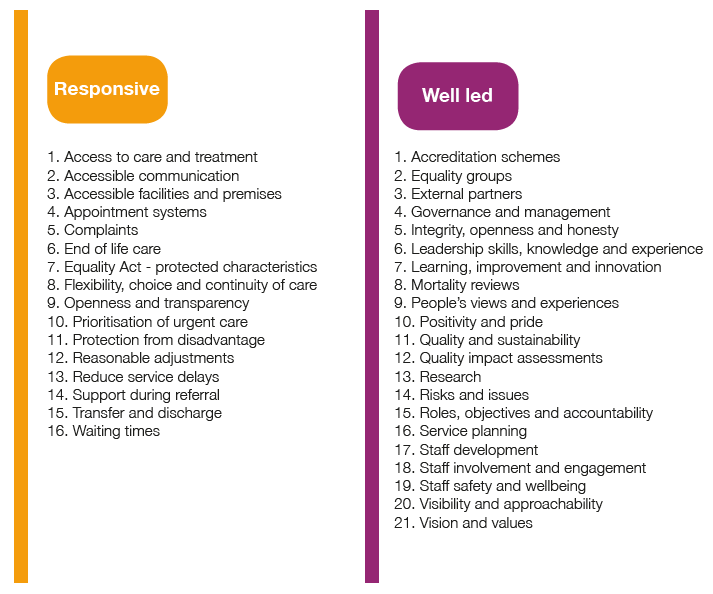 Responsive
1. Access to care and treatment
2. Accessible communication
3. Accessible facilities and premises
4. Appointment systems
5. Complaints
6. End of life care
7. Equality Act - protected characteristics
8. Flexibility, choice and continuity of care
9. Openness and transparency
10. Prioritisation of urgent care
11. Protection from disadvantage
12. Reasonable adjustments
13. Reduce service delays
14. Support during referral
15. Transfer and discharge
16. Waiting times
Well led
1. Accreditation schemes
2. Equality groups
3. External partners
4. Governance and management
5. Integrity, openness and honesty
6. Leadership skills, knowledge and experience
7. Learning, improvement and innovation
8. Mortality reviews
9. People’s views and experiences
10. Positivity and pride
11. Quality and sustainability
12. Quality impact assessments
13. Research
14. Risks and issues
15. Roles, objectives and accountability
16. Service planning
17. Staff development
18. Staff involvement and engagement
19. Staff safety and wellbeing
20. Visibility and approachability
21. Vision and values